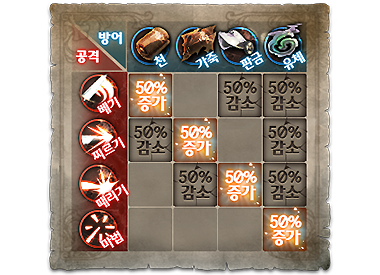 방어
공격
천 가죽 판금 유체
베기 50% 증가 50% 감소 50% 감소
찌르기 50% 감소 50% 증가 50% 감소
때리기 50% 감소 50% 증가 50% 감소
마법 50% 증가